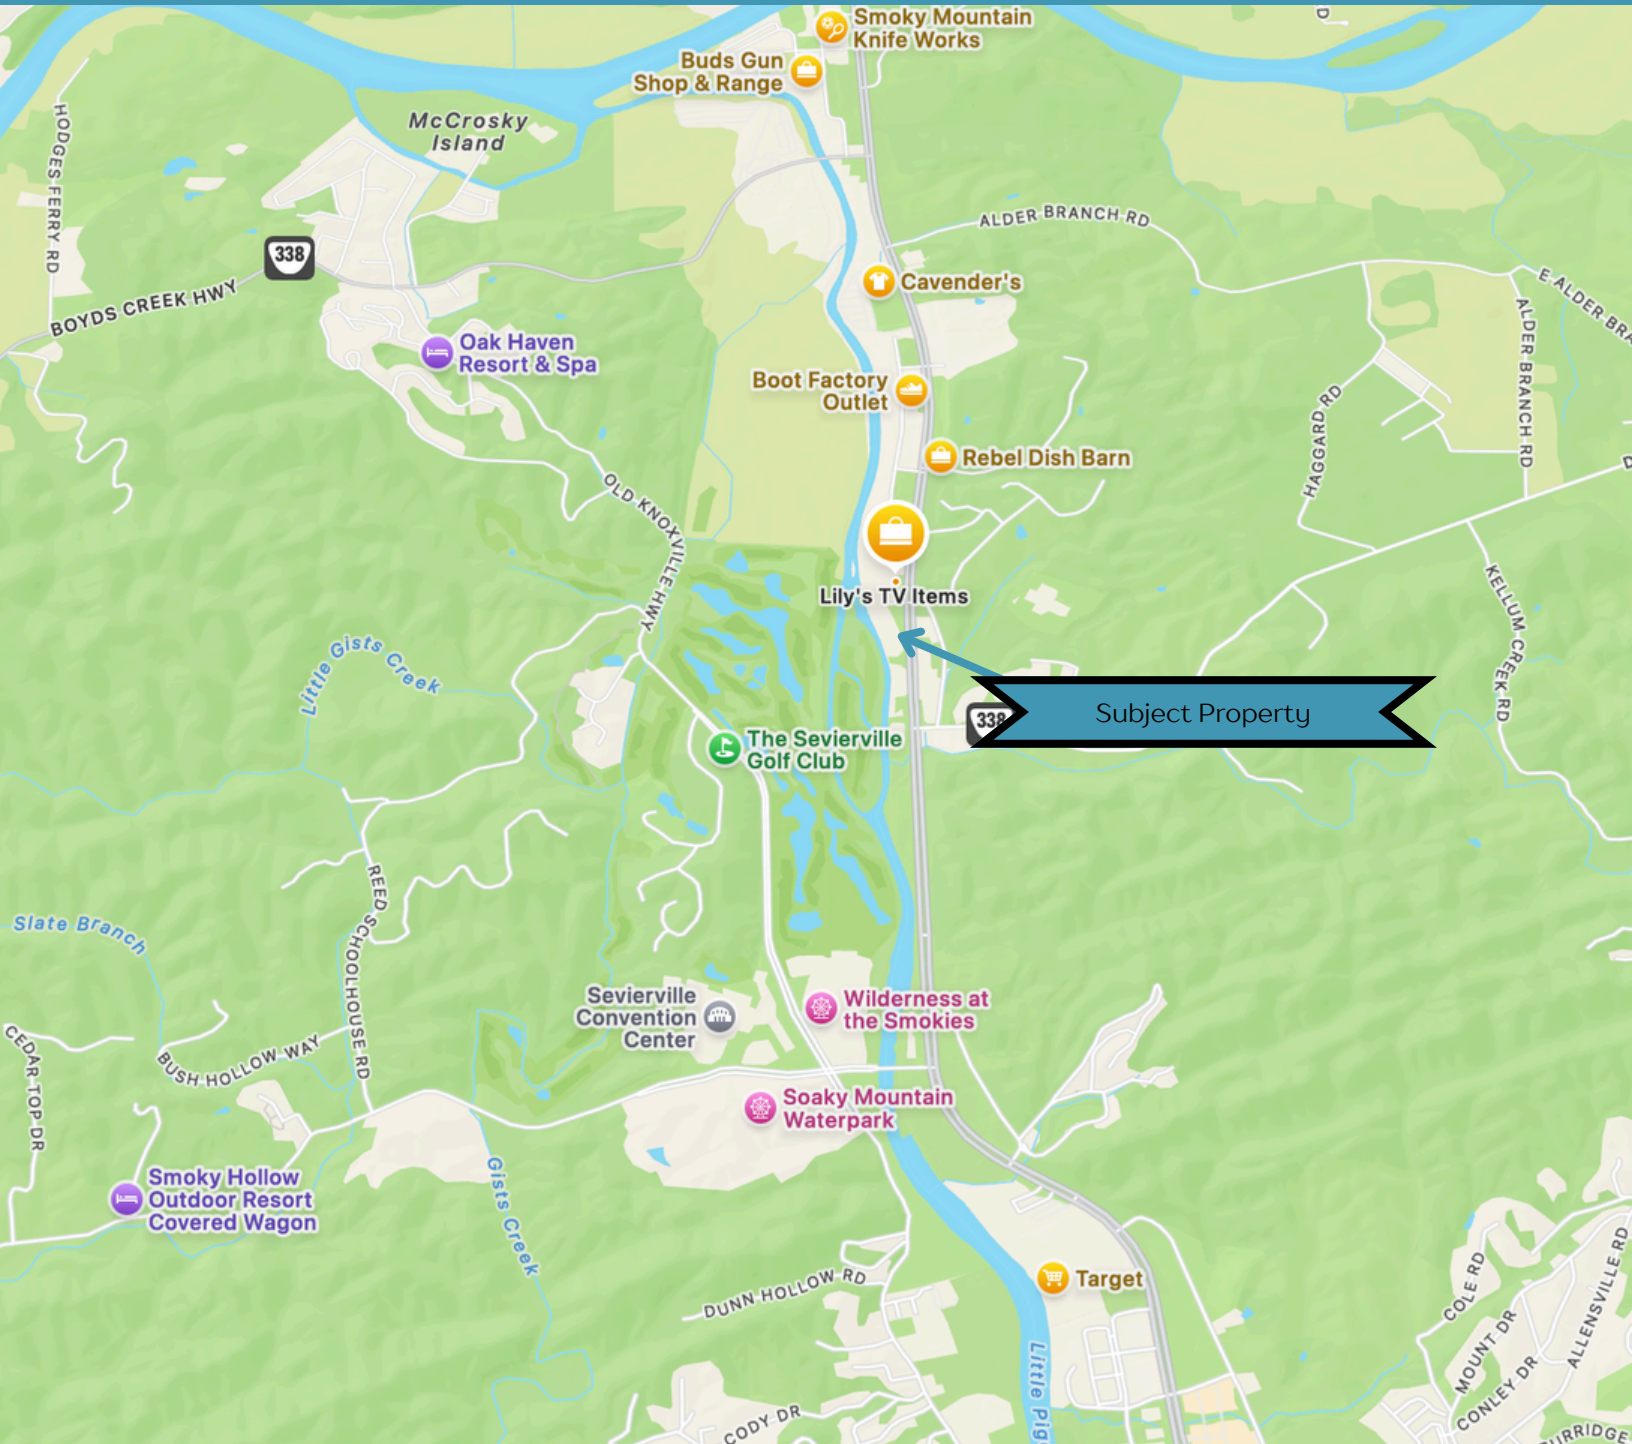 Smoky Mountain
Knife Works
Buds Gun
Shop & Range
D
McCrosky
Island
HODGES FERRY RD
ALDER BRANCH RD
338
BOYDS CREEK HWY
Cavender's
E ALDER BRA
ALDER BRANCH RD
Oak Haven
Resort & Spa
Boot Factory
Outlet
HAGGARD RD
Rebel Dish Barn
OLD KNOXVILLE HWY
Lily's TV Items
KELLUM CREEK RD
Little Gists Creek
338
Subject Property
The Sevierville
Golf Club
REED SCHOOLHOUSE RD
Slate Branch
Sevierville
Convention
Center
Wilderness at
the Smokies
CEDAR TOP DR
BUSH HOLLOW WAY
Soaky Mountain
Waterpark
Smoky Hollow
Outdoor Resort
Covered Wagon
Gists Creek
DUNN HOLLOW RD
Target
COLE RD
MOUNT DR
ALLENSVILLE RD
CONLEY DR
Little Pig
CODY DR
URRIDGE